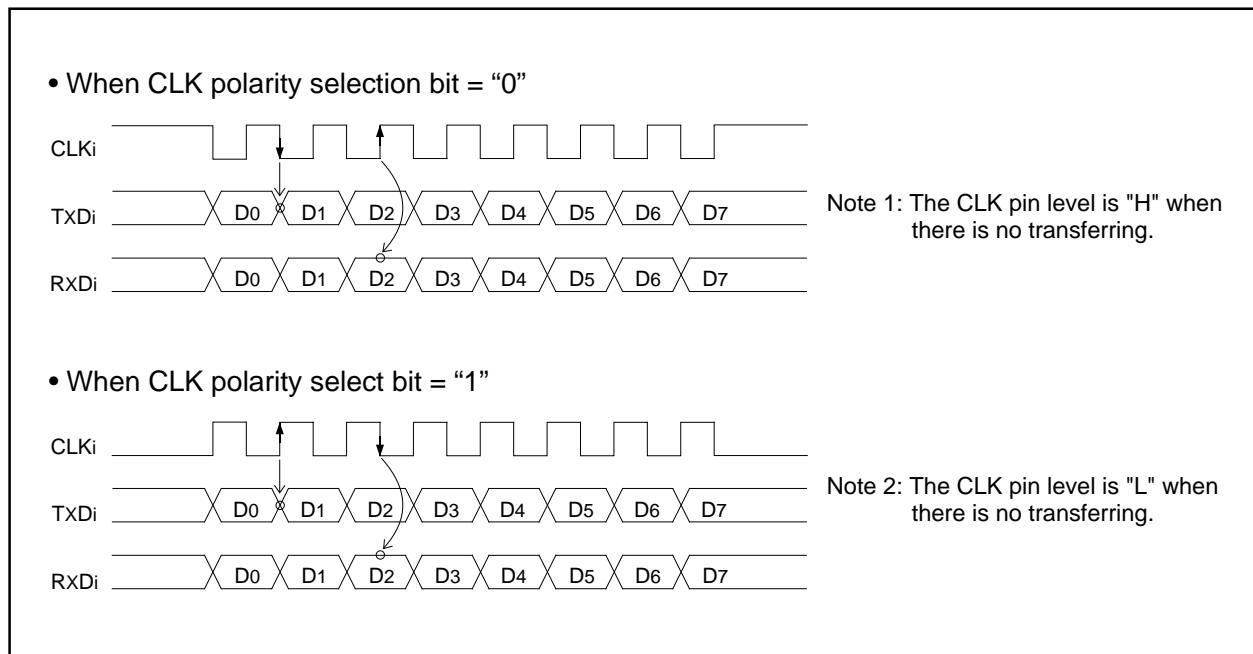 • When CLK polarity selection bit = “0”
CLKi
TXDi D0 D1 D2 D3 D4 D5 D6 D7
RXDi D0 D1 D2 D3 D4 D5 D6 D7
Note 1: The CLK pin level is "H" when
there is no transferring.
• When CLK polarity select bit = “1”
CLKi
TXDi D0 D1 D2 D3 D4 D5 D6 D7
RXDi D0 D1 D2 D3 D4 D5 D6 D7
Note 2: The CLK pin level is "L" when
there is no transferring.